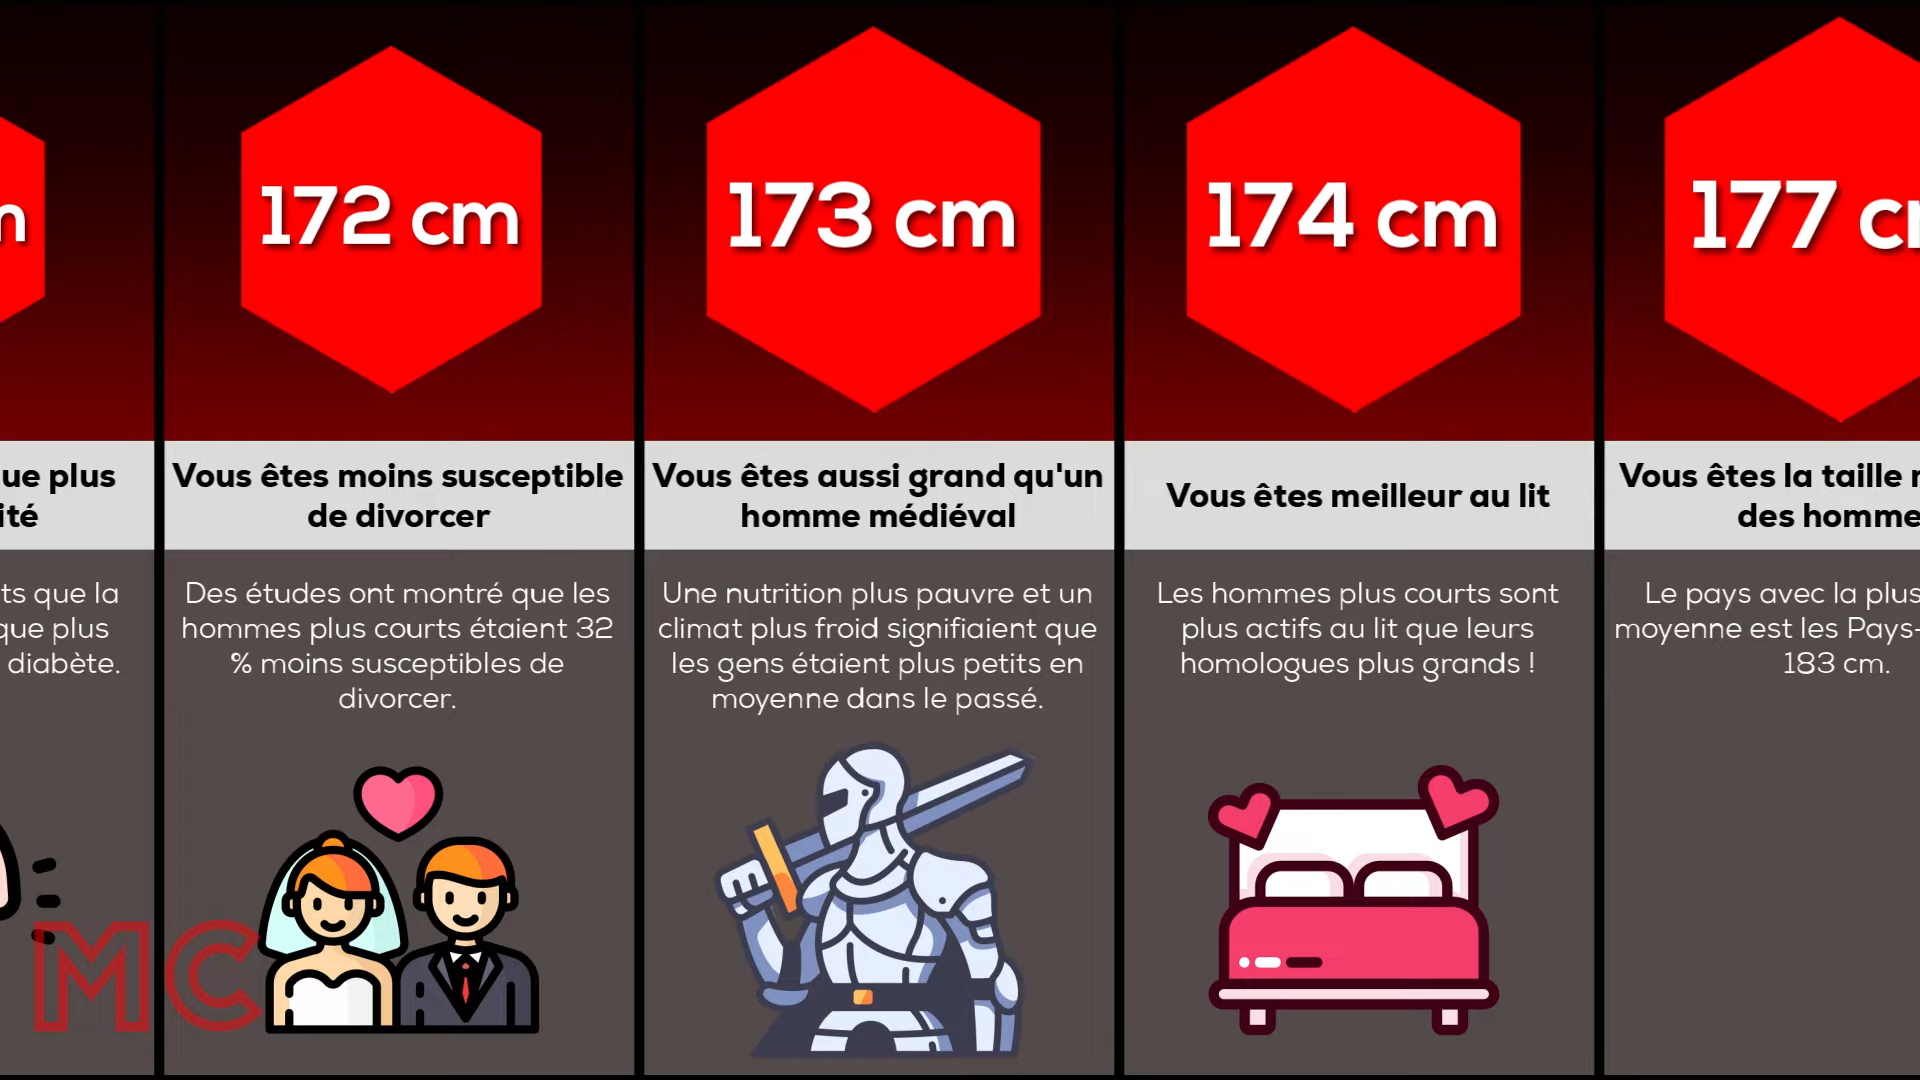 172 cm
173 cm
174 cm
177
plus
Vous êtes moins susceptible
de divorcer
Vous êtes aussi grand qu'un
homme médiéval
Vous êtes meilleur au lit
Vous êtes la taille
des
que la
que plus
diabète.
Des études ont montré que les
hommes plus courts étaient 32
% moins susceptibles de
divorcer.
Une nutrition plus pauvre et un
climat plus froid signifiaient que
les gens étaient plus petits en
moyenne dans le passé.
Les hommes plus courts sont
plus actifs au lit que leurs
homologues plus grands !
Le pays avec la plus
moyenne est les Pays-
183 cm.
MC